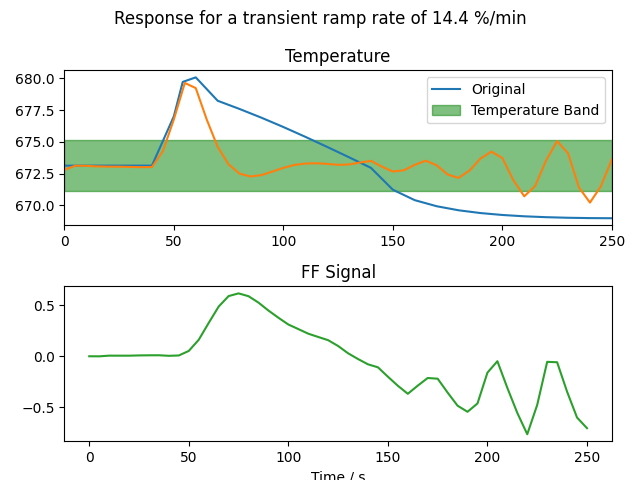 Response for a transient ramp rate of 14.4 %/min
Temperature
680.0
677.5
675.0
672.5
670.0
Original
Temperature Band
0 50 100 150 200 250
FF Signal
0.5
0.0
−0.5
0 50 100 150 200 250
Time / s